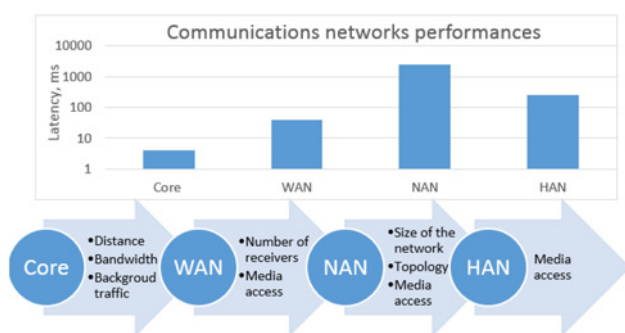 Communications networks performances
Latency, ms
10000
1000
100
10
1
Core
WAN
NAN
HAN
Core
•Distance
•Bandwidth
•Backgroud
traffic
WAN
•Number of
receivers
•Media
access
NAN
•Size of the
network
•Topology
•Media
access
HAN
Media
access